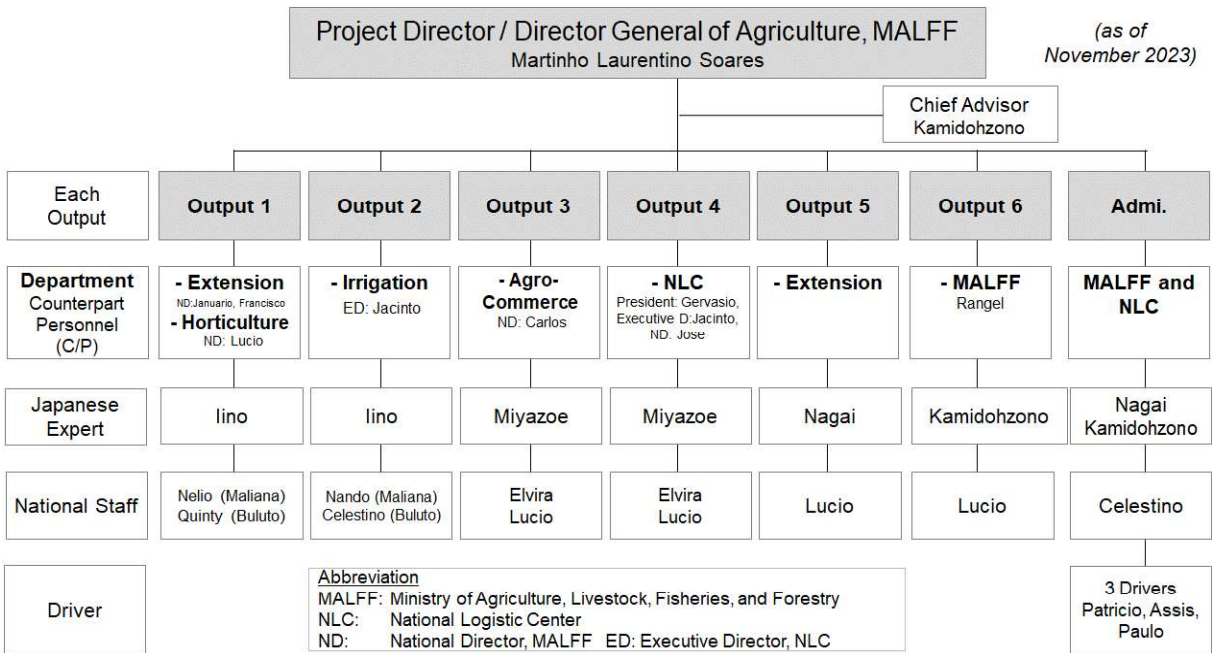 Project Director / Director General of Agriculture, MALFF
Martinho Laurentino Soares
(as of
November 2023)
Chief Advisor
Kamidohzono
Each
Output
Output 1
Output 2
Output 3
Output 4
Output 5
Output 6
Admi.
Department
Counterpart
Personnel
(C/P)
- Extension
ND:Januario, Francisco
- Horticulture
ND: Lucio
- Irrigation
ED: Jacinto
- Agro-
Commerce
ND: Carlos
- NLC
President: Gervasio,
Executive D:Jacinto,
ND. Jose
- Extension
- MALFF
Rangel
MALFF and
NLC
Japanese
Expert
Iino
Iino
Miyazoe
Miyazoe
Nagai
Kamidohzono
Nagai
Kamidohzono
National Staff
Nelio (Maliana)
Quinty (Buluto)
Nando (Maliana)
Celestino (Buluto)
Elvira
Lucio
Elvira
Lucio
Lucio
Lucio
Celestino
Driver
Abbreviation
MALFF: Ministry of Agriculture, Livestock, Fisheries, and Forestry
NLC: National Logistic Center
ND: National Director, MALFF ED: Executive Director, NLC
3 Drivers
Patricio, Assis,
Paulo